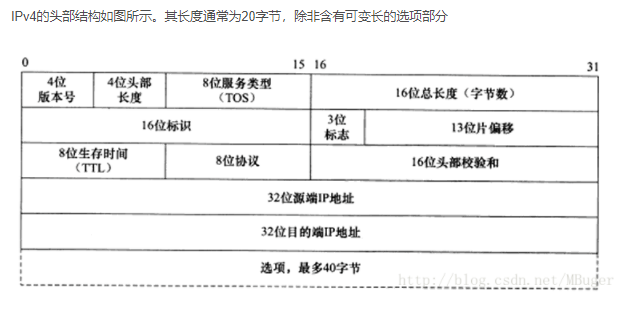 IPv4的头部结构如图所示。其长度通常为20字节，除非含有可变长的选项部分
0 15 16 31
4位 4位头部 8位服务类型 16位总长度（字节数）
版本号 长度 （TOS）
16位标识 3位 13位片偏移
标志
8位生存时间 8位协议 16位头部校验和
（TTL）
32位源端IP地址
32位目的端IP地址
选项，最多40字节
http://blog.csdn.net/MBuger